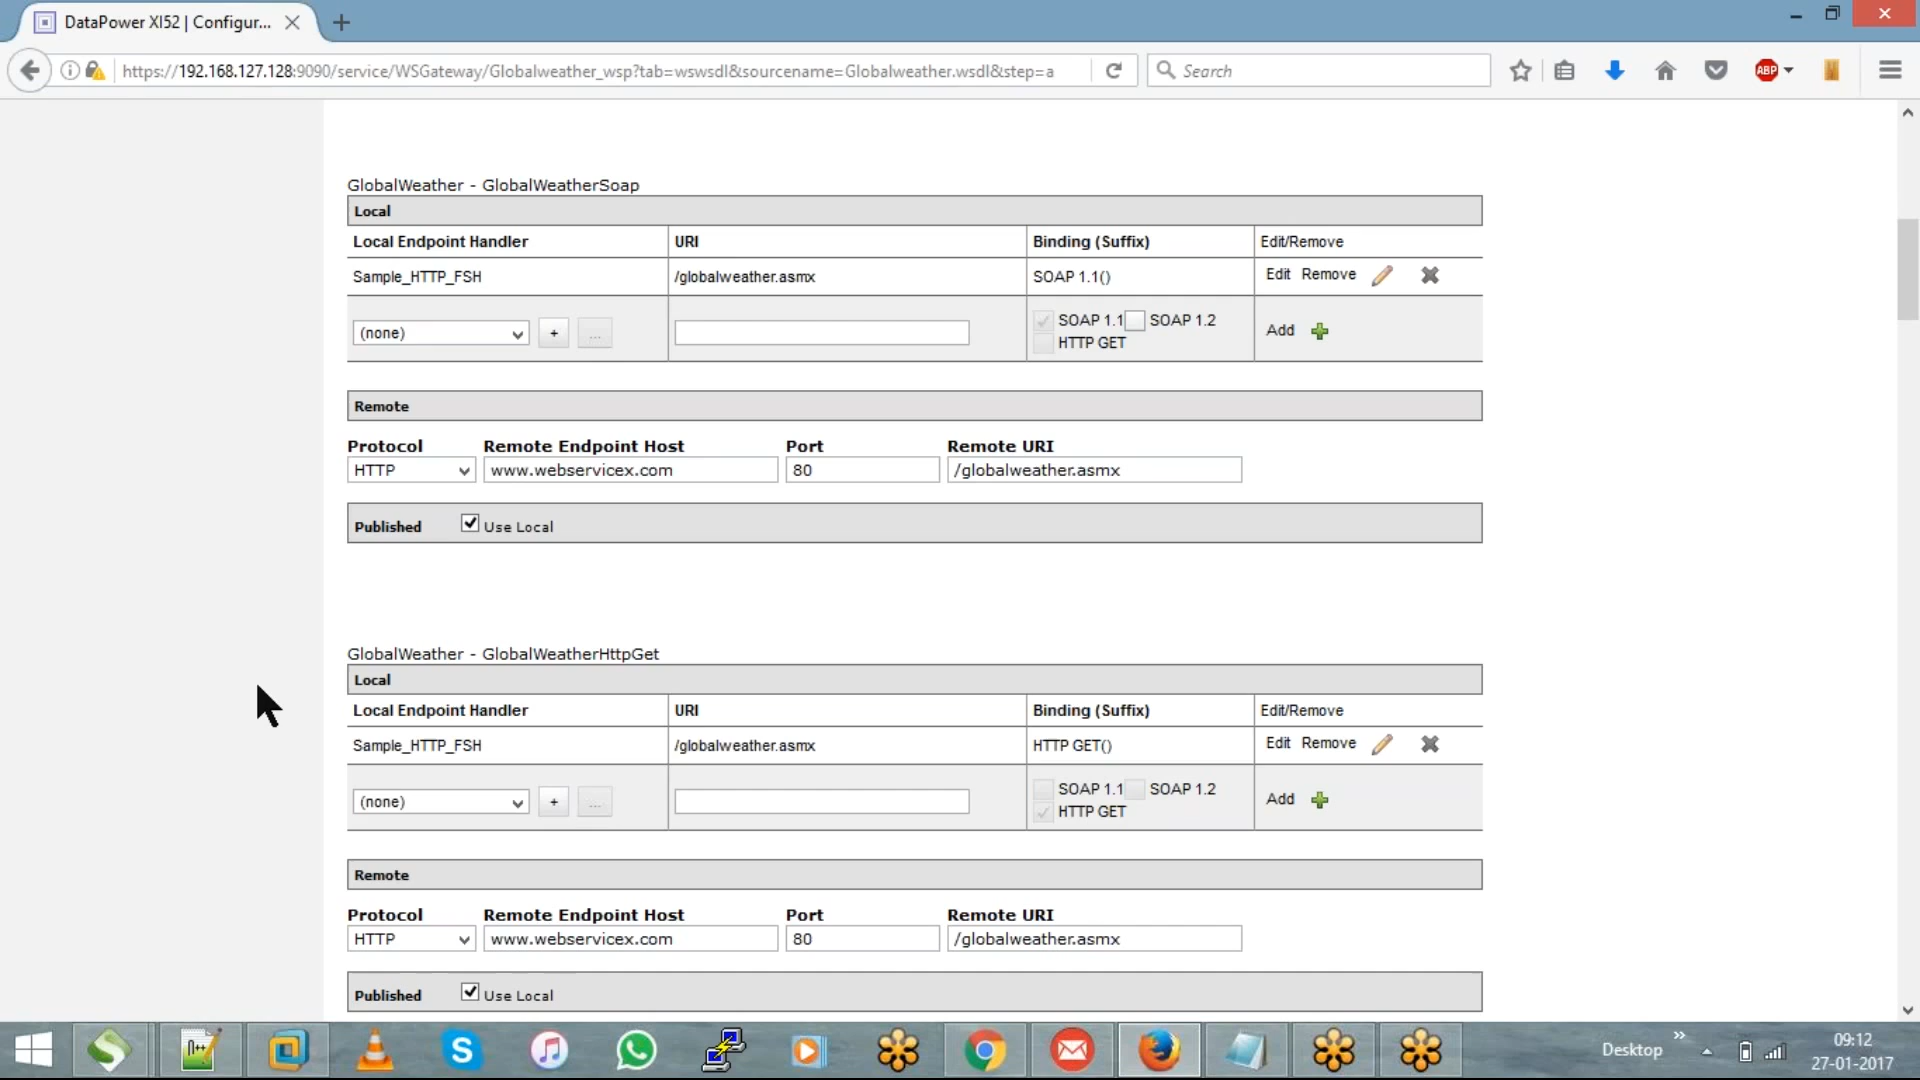 DataPower XI52 | Configur...
https://192.168.127.128:9090/service/WSGateway/Globalweather_wsp?tab=wswsdl&sourcename=Globalweather.wsdl&step=a
Search
ABP
GlobalWeather - GlobalWeatherSoap
Local
Local Endpoint Handler URI Binding (Suffix) Edit/Remove
Sample_HTTP_FSH /globalweather.asmx SOAP 1.1() Edit Remove
(none) + ... SOAP 1.1 SOAP 1.2 Add
HTTP GET
Remote
Protocol Remote Endpoint Host Port Remote URI
HTTP www.webservicex.com 80 /globalweather.asmx
Published Use Local
GlobalWeather - GlobalWeatherHttpGet
Local
Local Endpoint Handler URI Binding (Suffix) Edit/Remove
Sample_HTTP_FSH /globalweather.asmx HTTP GET() Edit Remove
(none) + ... SOAP 1.1 SOAP 1.2 Add
HTTP GET
Remote
Protocol Remote Endpoint Host Port Remote URI
HTTP www.webservicex.com 80 /globalweather.asmx
Published Use Local
Desktop
09:12
27-01-2017